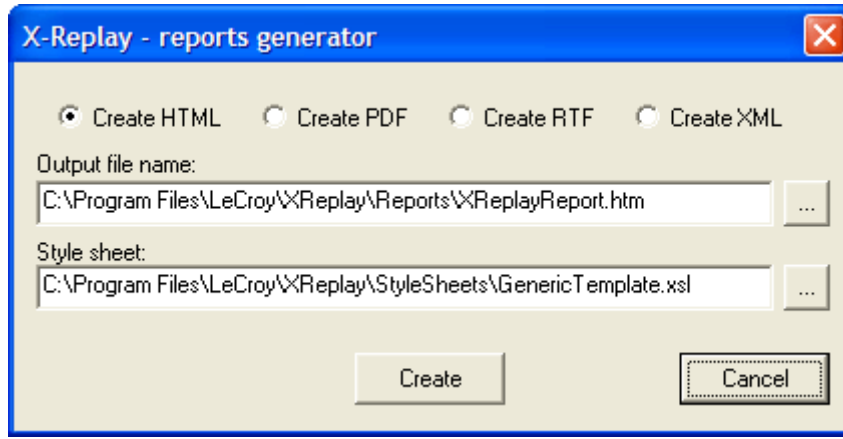 X-Replay - reports generator
Create HTML Create PDF Create RTF Create XML
Output file name:
C:\Program Files\LeCroy\XReplay\Reports\XReplayReport.htm
...
Style sheet:
C:\Program Files\LeCroy\XReplay\StyleSheets\GenericTemplate.xsl
...
Create Cancel